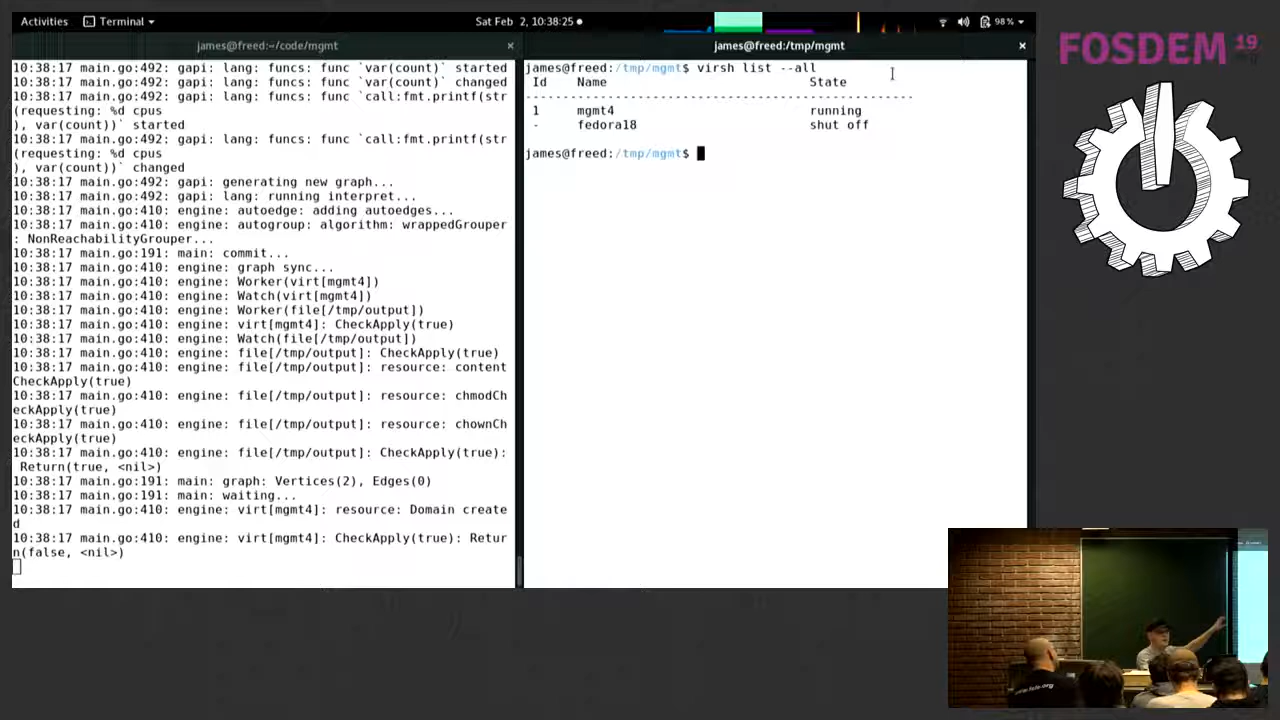 Activities
Terminal
Sat Feb 2, 10:38:25
98%
james@freed:~/code/mgmt
james@freed:/tmp/mgmt
10:38:17 main.go:492: gapi: lang: funcs: func `var(count)` started
10:38:17 main.go:492: gapi: lang: funcs: func `var(count)` changed
10:38:17 main.go:492: gapi: lang: funcs: func `call:fmt.printf(str
(requesting: %d cpus
), var(count))` started
10:38:17 main.go:492: gapi: lang: funcs: func `call:fmt.printf(str
(requesting: %d cpus
), var(count))` changed
10:38:17 main.go:492: gapi: generating new graph...
10:38:17 main.go:492: gapi: lang: running interpret...
10:38:17 main.go:410: engine: autoedge: adding autoedges...
10:38:17 main.go:410: engine: autogroup: algorithm: wrappedGrouper
: NonReachabilityGrouper...
10:38:17 main.go:191: main: commit...
10:38:17 main.go:410: engine: graph sync...
10:38:17 main.go:410: engine: Worker(virt[mgmt4])
10:38:17 main.go:410: engine: Watch(virt[mgmt4])
10:38:17 main.go:410: engine: Worker(file[/tmp/output])
10:38:17 main.go:410: engine: virt[mgmt4]: CheckApply(true)
10:38:17 main.go:410: engine: Watch(file[/tmp/output])
10:38:17 main.go:410: engine: file[/tmp/output]: CheckApply(true)
10:38:17 main.go:410: engine: file[/tmp/output]: resource: content
CheckApply(true)
10:38:17 main.go:410: engine: file[/tmp/output]: resource: chmodCh
eckApply(true)
10:38:17 main.go:410: engine: file[/tmp/output]: resource: chownCh
eckApply(true)
10:38:17 main.go:410: engine: file[/tmp/output]: CheckApply(true):
 Return(true, <nil>)
10:38:17 main.go:191: main: graph: Vertices(2), Edges(0)
10:38:17 main.go:191: main: waiting...
10:38:17 main.go:410: engine: virt[mgmt4]: resource: Domain create
d
10:38:17 main.go:410: engine: virt[mgmt4]: CheckApply(true): Retur
n(false, <nil>)
james@freed:/tmp/mgmt$ virsh list --all
Id Name State
----------------------------------------------------
1 mgmt4 running
- fedora18 shut off
james@freed:/tmp/mgmt$
FOSDEM 19
.org